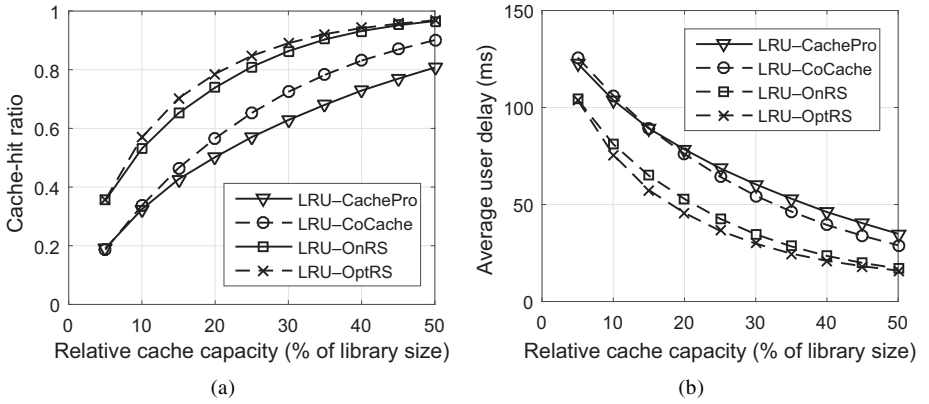 1
0.8
0.6
0.4
0.2
0
Cache-hit ratio
LRU–CachePro
LRU–CoCache
LRU–OnRS
LRU–OptRS
0 10 20 30 40 50
Relative cache capacity (% of library size)
(a)
150
100
50
0
Average user delay (ms)
LRU–CachePro
LRU–CoCache
LRU–OnRS
LRU–OptRS
0 10 20 30 40 50
Relative cache capacity (% of library size)
(b)